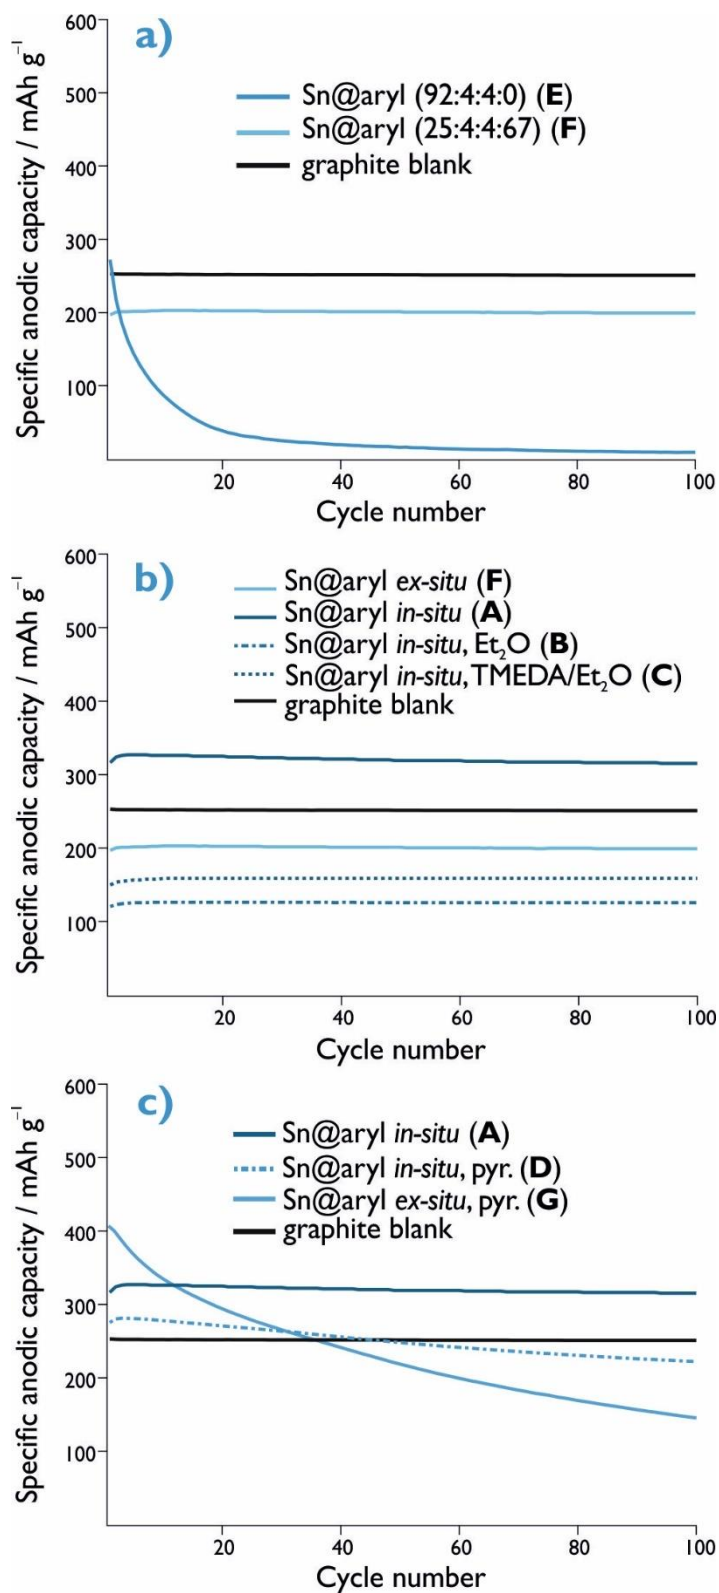 a)
Specific anodic capacity / mAh g⁻¹
600
500
400
300
200
100
Sn@aryl (92:4:4:0) (E)
Sn@aryl (25:4:4:67) (F)
graphite blank
20 40 60 80 100
Cycle number
b)
Specific anodic capacity / mAh g⁻¹
600
500
400
300
200
100
Sn@aryl ex-situ (F)
Sn@aryl in-situ (A)
Sn@aryl in-situ, Et₂O (B)
Sn@aryl in-situ, TMEDA/Et₂O (C)
graphite blank
20 40 60 80 100
Cycle number
c)
Specific anodic capacity / mAh g⁻¹
600
500
400
300
200
100
Sn@aryl in-situ (A)
Sn@aryl in-situ, pyr. (D)
Sn@aryl ex-situ, pyr. (G)
graphite blank
20 40 60 80 100
Cycle number